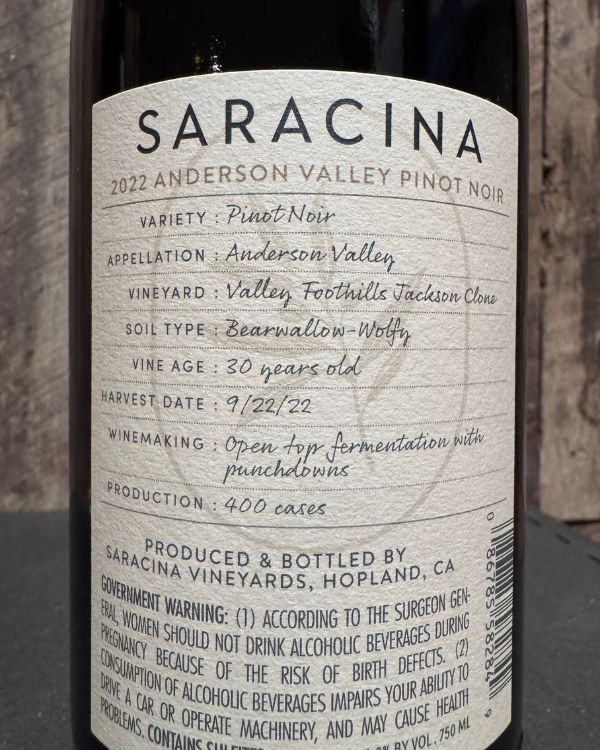 SARACINA
2022 ANDERSON VALLEY PINOT NOIR
VARIETY : Pinot Noir
APPELLATION : Anderson Valley
VINEYARD : Valley Foothills Jackson Clone
SOIL TYPE : Bearwallow-Wolfy
VINE AGE : 30 years old
HARVEST DATE : 9/22/22
WINEMAKING : Open top fermentation with
punchdowns
PRODUCTION : 400 cases
PRODUCED & BOTTLED BY
SARACINA VINEYARDS, HOPLAND, CA
GOVERNMENT WARNING: (1) ACCORDING TO THE SURGEON GEN-
ERAL, WOMEN SHOULD NOT DRINK ALCOHOLIC BEVERAGES DURING
PREGNANCY BECAUSE OF THE RISK OF BIRTH DEFECTS. (2)
CONSUMPTION OF ALCOHOLIC BEVERAGES IMPAIRS YOUR ABILITY TO
DRIVE A CAR OR OPERATE MACHINERY, AND MAY CAUSE HEALTH
PROBLEMS. CONTAINS BY VOL. 750 ML